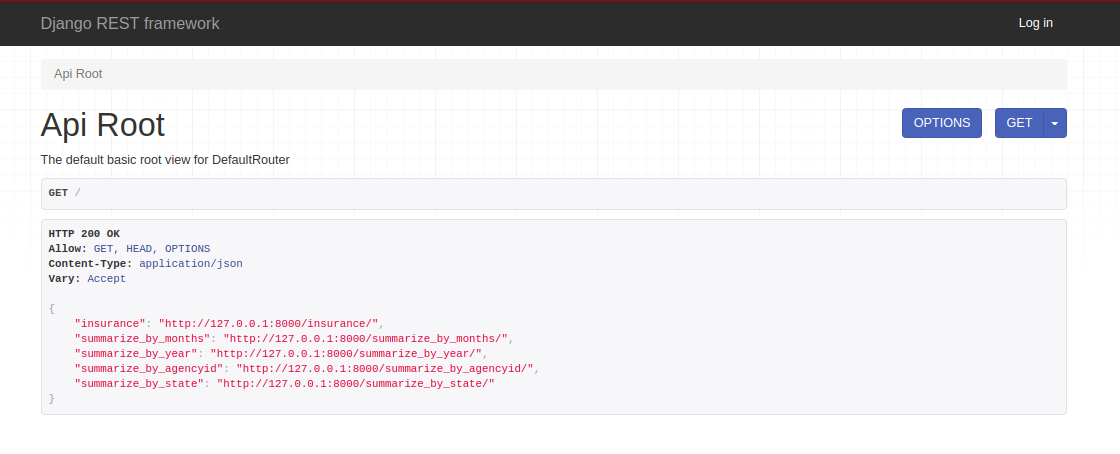 Django REST framework
Log in
Api Root
Api Root
OPTIONS
GET
The default basic root view for DefaultRouter
GET /
HTTP 200 OK
Allow: GET, HEAD, OPTIONS
Content-Type: application/json
Vary: Accept
{
    "insurance": "http://127.0.0.1:8000/insurance/",
    "summarize_by_months": "http://127.0.0.1:8000/summarize_by_months/",
    "summarize_by_year": "http://127.0.0.1:8000/summarize_by_year/",
    "summarize_by_agencyid": "http://127.0.0.1:8000/summarize_by_agencyid/",
    "summarize_by_state": "http://127.0.0.1:8000/summarize_by_state/"
}